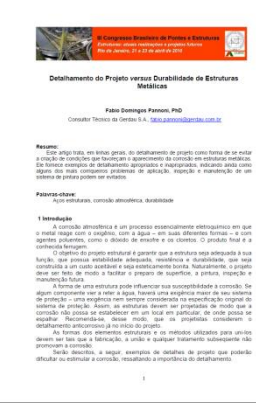 III Congresso Brasileiro de Pontes e Estruturas
Estruturas: atuais realizações e projetos futuros
Rio de Janeiro, 21 a 23 de abril de 2010
Detalhamento do Projeto versus Durabilidade de Estruturas
Metálicas
Fabio Domingos Pannoni, PhD
Consultor Técnico da Gerdau S.A., fabio.pannoni@gerdau.com.br
Resumo:
Este artigo trata, em linhas gerais, do detalhamento de projeto como forma de se evitar
a criação de condições que favoreçam o aparecimento da corrosão em estruturas metálicas.
Ele fornece exemplos de detalhamento apropriados e inapropriados, indicando ainda como
alguns dos mais corriqueiros problemas de aplicação, inspeção e manutenção de um
sistema de pintura podem ser evitados.
Palavras-chave:
Aços estruturais, corrosão atmosférica, durabilidade
1 Introdução
A corrosão atmosférica é um processo essencialmente eletroquímico em que
o metal reage com o oxigênio, com a água – em suas diferentes formas – e com
agentes poluentes, como o dióxido de enxofre e os cloretos. O produto final é a
conhecida ferrugem.
O objetivo do projeto estrutural é garantir que a estrutura seja adequada à sua
função, que possua estabilidade adequada, resistência e durabilidade, que seja
construída a um custo aceitável e seja esteticamente bonita. Naturalmente, o projeto
deve ser feito de modo a facilitar o preparo de superfície, a pintura, inspeção e
manutenção futura.
A forma de uma estrutura pode influenciar sua susceptibilidade à corrosão. Se
algum componente vier a reter a água, haverá uma exigência maior de seu sistema
de proteção – uma exigência nem sempre considerada na especificação original do
sistema de proteção. Assim, as estruturas devem ser projetadas de modo que a
corrosão não possa se estabelecer em um local em particular, de onde possa se
espalhar. Recomenda-se, desse modo, que os projetistas considerem o
detalhamento anticorrosivo já no início do projeto.
As formas dos elementos estruturais e os métodos utilizados para uni-los
devem ser tais que a fabricação, a união e qualquer tratamento subsequente não
promovam a corrosão.
Serão descritos, a seguir, exemplos de detalhes de projeto que poderão
dificultar ou estimular a corrosão, ressaltando a importância do detalhamento.
1